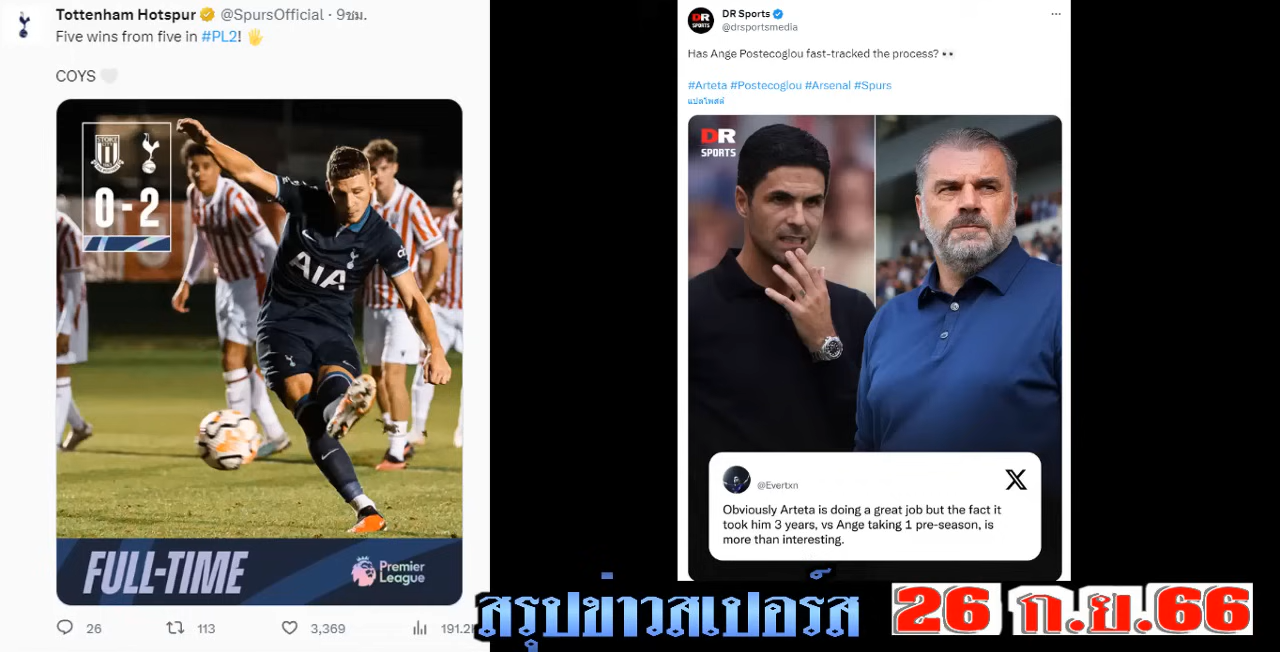 Tottenham Hotspur @SpursOfficial · 9ชม.
Five wins from five in #PL2! 🖐
COYS 🤍
STOKE
CITY
0-2
AIA
FULL-TIME
Premier
League
26 113 3,369 191.2
DR Sports
@drsportsmedia
Has Ange Postecoglou fast-tracked the process? 👀
#Arteta #Postecoglou #Arsenal #Spurs
แปลโพสต์
DR
SPORTS
@Evertxn
Obviously Arteta is doing a great job but the fact it
took him 3 years, vs Ange taking 1 pre-season, is
more than interesting.
สรุปข่าวสเปอร์ส 26 ก.ย.66